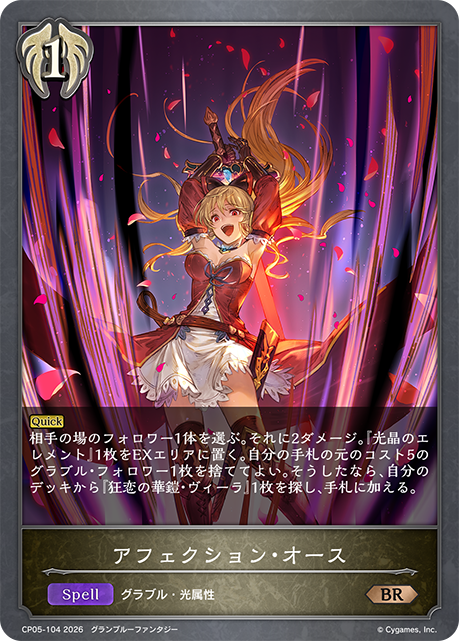 1
Quick
相手の場のフォロワー1体を選ぶ。それに2ダメージ。『光晶のエ
レメント』1枚をEXエリアに置く。自分の手札の元のコスト5の
グラブル・フォロワー1枚を捨ててよい。そうしたなら、自分の
デッキから『狂恋の華鎧・ヴィーラ』1枚を探し、手札に加える。
アフェクション・オース
Spell グラブル・光属性 BR
CP05-104 2026 グランブルーファンタジー © Cygames, Inc.